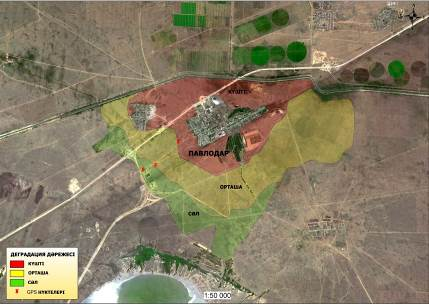 КҮШТІ
ПАВЛОДАР
ОРТАША
сәл
ДЕГРАДАЦИЯ ДӘРЕЖЕСІ
КҮШТІ
ОРТАША
СӘЛ
GPS НҮКТЕЛЕРІ
1:50 000